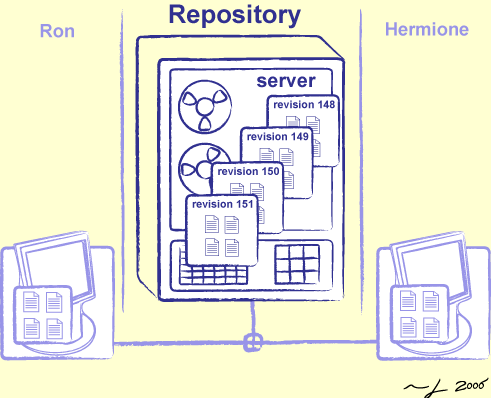 Repository
Ron
Hermione
server
revision 148
revision 149
revision 150
revision 151
2006